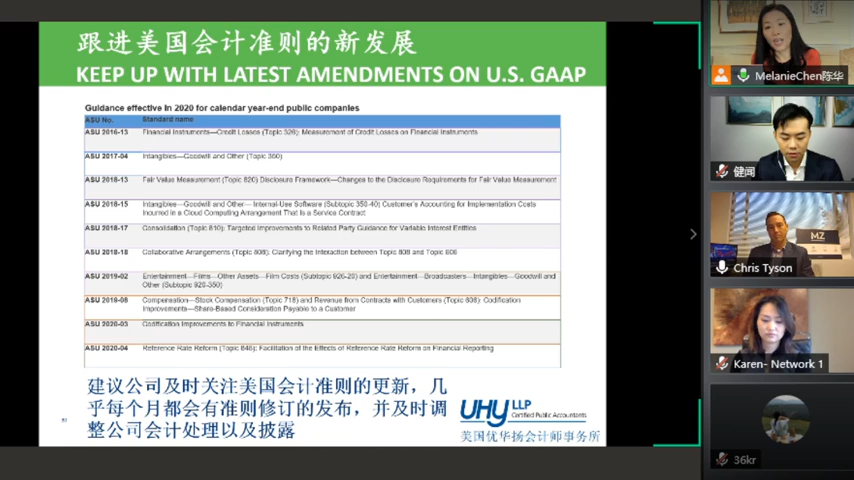 跟进美国会计准则的新发展
KEEP UP WITH LATEST AMENDMENTS ON U.S. GAAP
Guidance effective in 2020 for calendar year-end public companies
ASU No. Standard name
ASU 2016-13 Financial Instruments—Credit Losses (Topic 326): Measurement of Credit Losses on Financial Instruments
ASU 2017-04 Intangibles—Goodwill and Other (Topic 350)
ASU 2018-13 Fair Value Measurement (Topic 820) Disclosure Framework—Changes to the Disclosure Requirements for Fair Value Measurement
ASU 2018-15 Intangibles—Goodwill and Other— Internal-Use Software (Subtopic 350-40) Customer's Accounting for Implementation Costs
Incurred in a Cloud Computing Arrangement That Is a Service Contract
ASU 2018-17 Consolidation (Topic 810): Targeted Improvements to Related Party Guidance for Variable Interest Entities
ASU 2018-18 Collaborative Arrangements (Topic 808): Clarifying the Interaction between Topic 808 and Topic 606
ASU 2019-02 Entertainment—Films—Other Assets—Film Costs (Subtopic 926-20) and Entertainment—Broadcasters—Intangibles—Goodwill and
Other (Subtopic 920-350)
ASU 2019-08 Compensation—Stock Compensation (Topic 718) and Revenue from Contracts with Customers (Topic 606): Codification
Improvements—Share-Based Consideration Payable to a Customer
ASU 2020-03 Codification Improvements to Financial Instruments
ASU 2020-04 Reference Rate Reform (Topic 848): Facilitation of the Effects of Reference Rate Reform on Financial Reporting
建议公司及时关注美国会计准则的更新，几
乎每个月都会有准则修订的发布，并及时调
整公司会计处理以及披露
UHY LLP
Certified Public Accountants
美国优华扬会计师事务所
MelanieChen陈华
健闻
MZ
Chris Tyson
Karen- Network 1
36kr